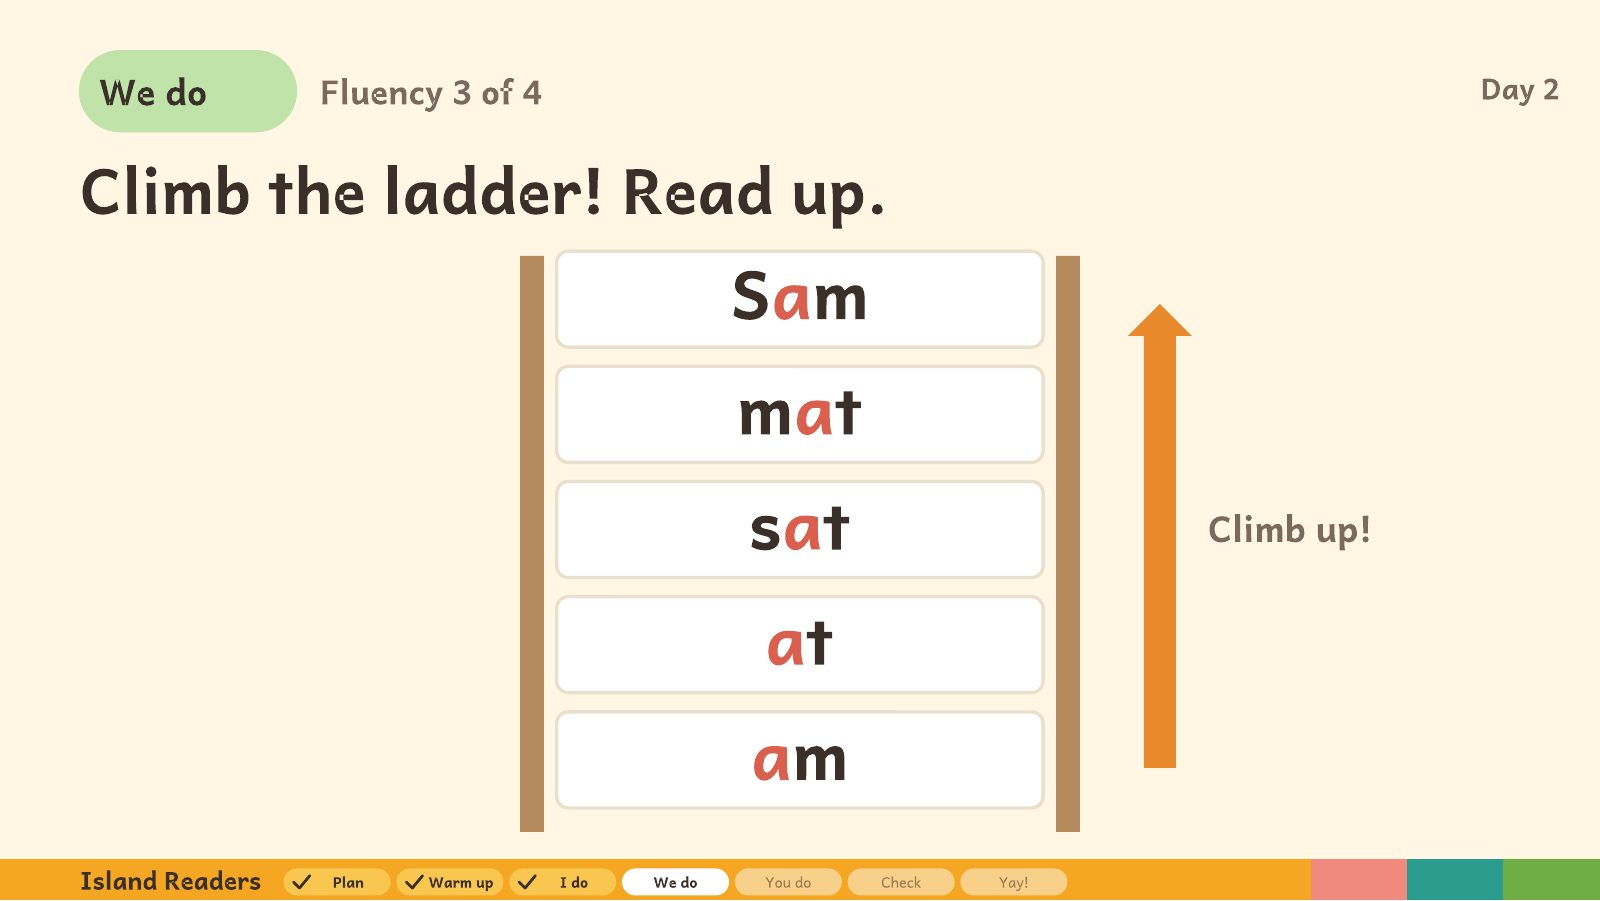 We do
Fluency 3 of 4
Day 2
Climb the ladder! Read up.
Sam
mat
sat
at
am
Climb up!
Island Readers
Plan
Warm up
I do
We do
You do
Check
Yay!